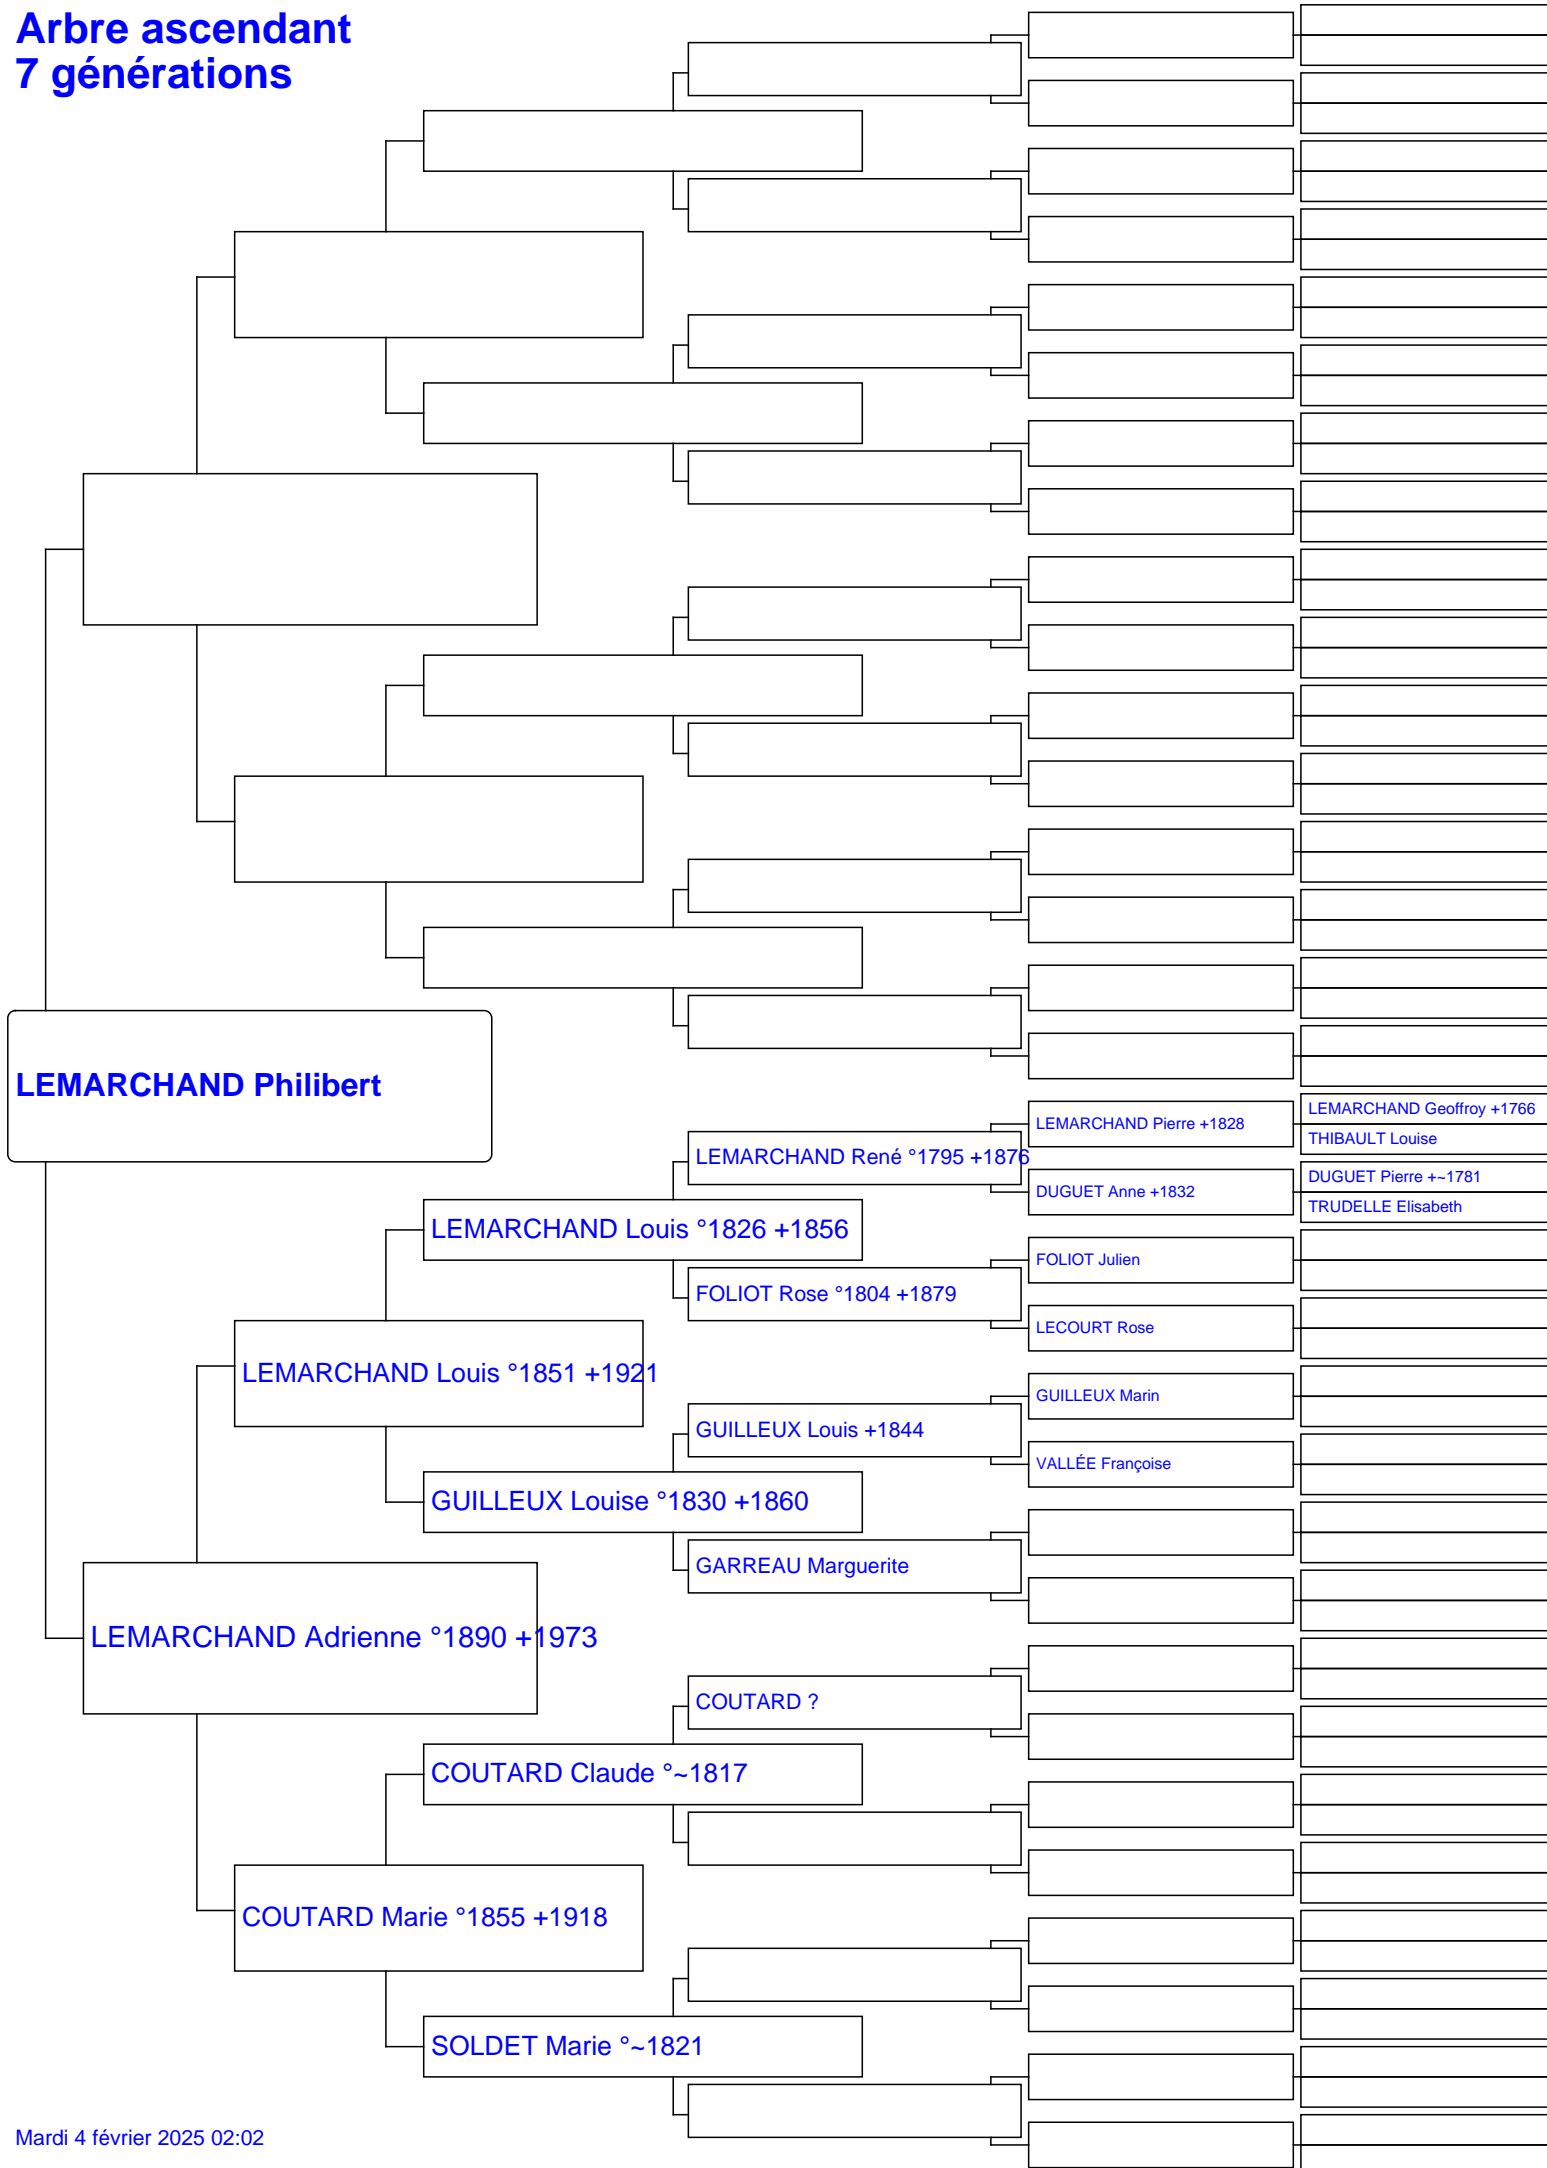 Arbre ascendant
7 générations
LEMARCHAND Philibert
LEMARCHAND Pierre +1828
LEMARCHAND Geoffroy +1766
THIBAULT Louise
LEMARCHAND René °1795 +1876
DUGUET Anne +1832
DUGUET Pierre +~1781
TRUDELLE Elisabeth
LEMARCHAND Louis °1826 +1856
FOLIOT Julien
FOLIOT Rose °1804 +1879
LECOURT Rose
LEMARCHAND Louis °1851 +1921
GUILLEUX Marin
GUILLEUX Louis +1844
VALLÉE Françoise
GUILLEUX Louise °1830 +1860
GARREAU Marguerite
LEMARCHAND Adrienne °1890 +1973
COUTARD ?
COUTARD Claude °~1817
COUTARD Marie °1855 +1918
SOLDET Marie °~1821
Mardi 4 février 2025 02:02